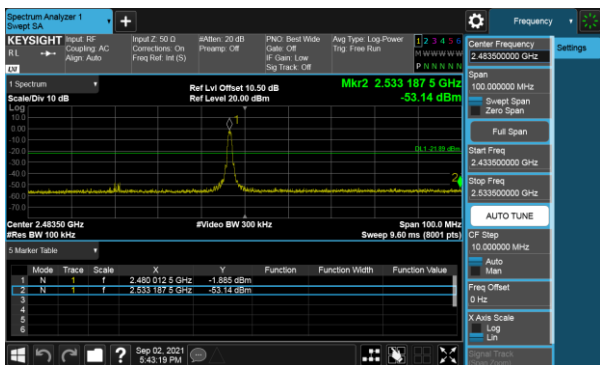 Spectrum Analyzer 1
Swept SA
+
Frequency
KEYSIGHT
RL
Input: RF
Coupling: AC
Align: Auto
Input Z: 50 Ω
Corrections: On
Freq Ref: Int (S)
#Atten: 20 dB
Preamp: Off
PNO: Best Wide
Gate: Off
IF Gain: Low
Sig Track: Off
Avg Type: Log-Power
Trig: Free Run
1 2 3 4 5 6
M W W W W W
P N N N N N
LXI
1 Spectrum
Scale/Div 10 dB
Ref Lvl Offset 10.50 dB
Ref Level 20.00 dBm
Mkr2 2.533 187 5 GHz
-53.14 dBm
Log
10.0
0.00
-10.0
-20.0
-30.0
-40.0
-50.0
-60.0
-70.0
1
DL1 -21.89 dBm
2
Center 2.48350 GHz
#Res BW 100 kHz
#Video BW 300 kHz
Span 100.0 MHz
Sweep 9.60 ms (8001 pts)
5 Marker Table
Mode Trace Scale X Y Function Function Width Function Value
1 N 1 f 2.480 012 5 GHz -1.885 dBm
2 N 1 f 2.533 187 5 GHz -53.14 dBm
3
4
5
6
Center Frequency
2.483500000 GHz
Settings
Span
100.000000 MHz
Swept Span
Zero Span
Full Span
Start Freq
2.433500000 GHz
Stop Freq
2.533500000 GHz
AUTO TUNE
CF Step
10.000000 MHz
Auto
Man
Freq Offset
0 Hz
X Axis Scale
Log
Lin
Signal Track
(Span Zoom)
?
Sep 02, 2021
5:43:19 PM